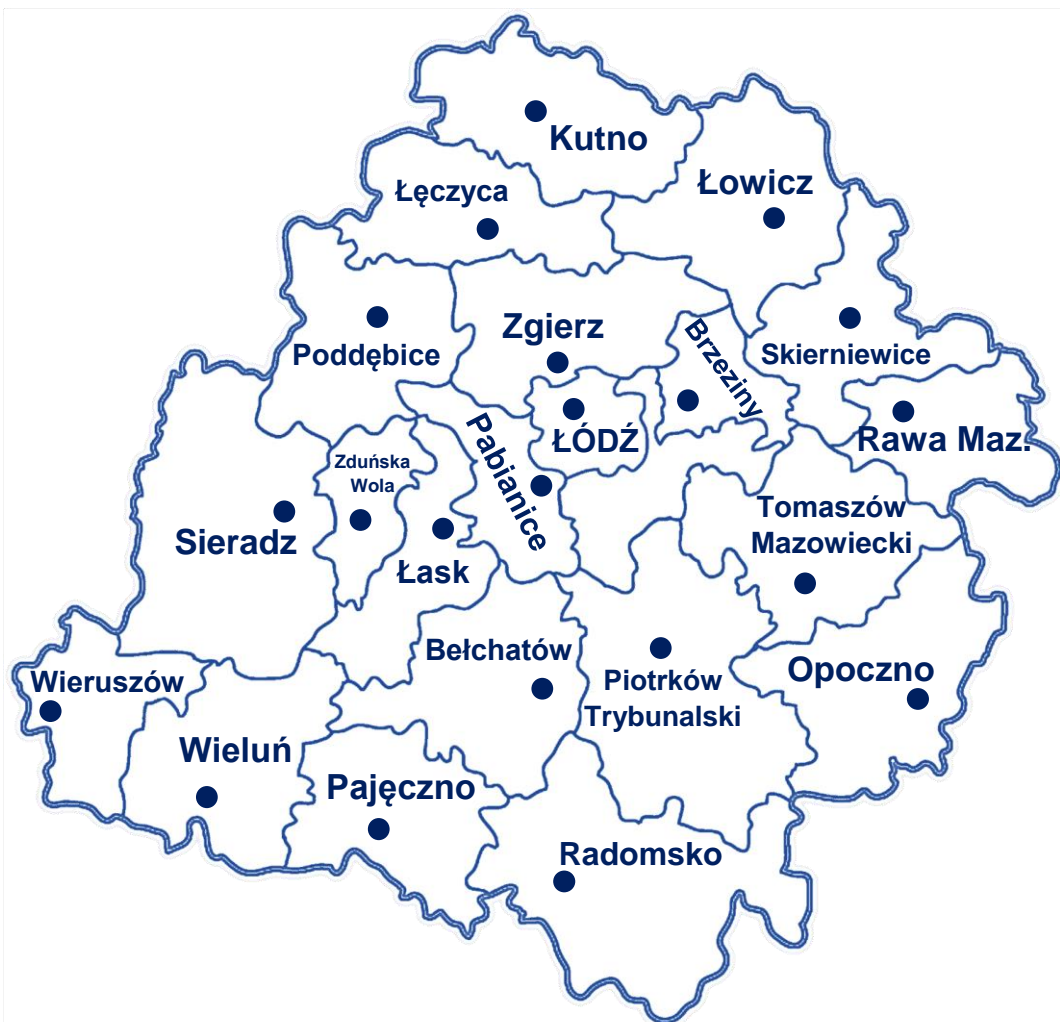 Kutno
Łowicz
Łęczyca
Zgierz
Brzeziny
Poddębice
Skierniewice
Pabianice
ŁÓDŹ
Rawa Maz.
Zduńska
Wola
Tomaszów
Mazowiecki
Sieradz
Łask
Bełchatów
Piotrków
Trybunalski
Opoczno
Wieruszów
Wieluń
Pajęczno
Radomsko